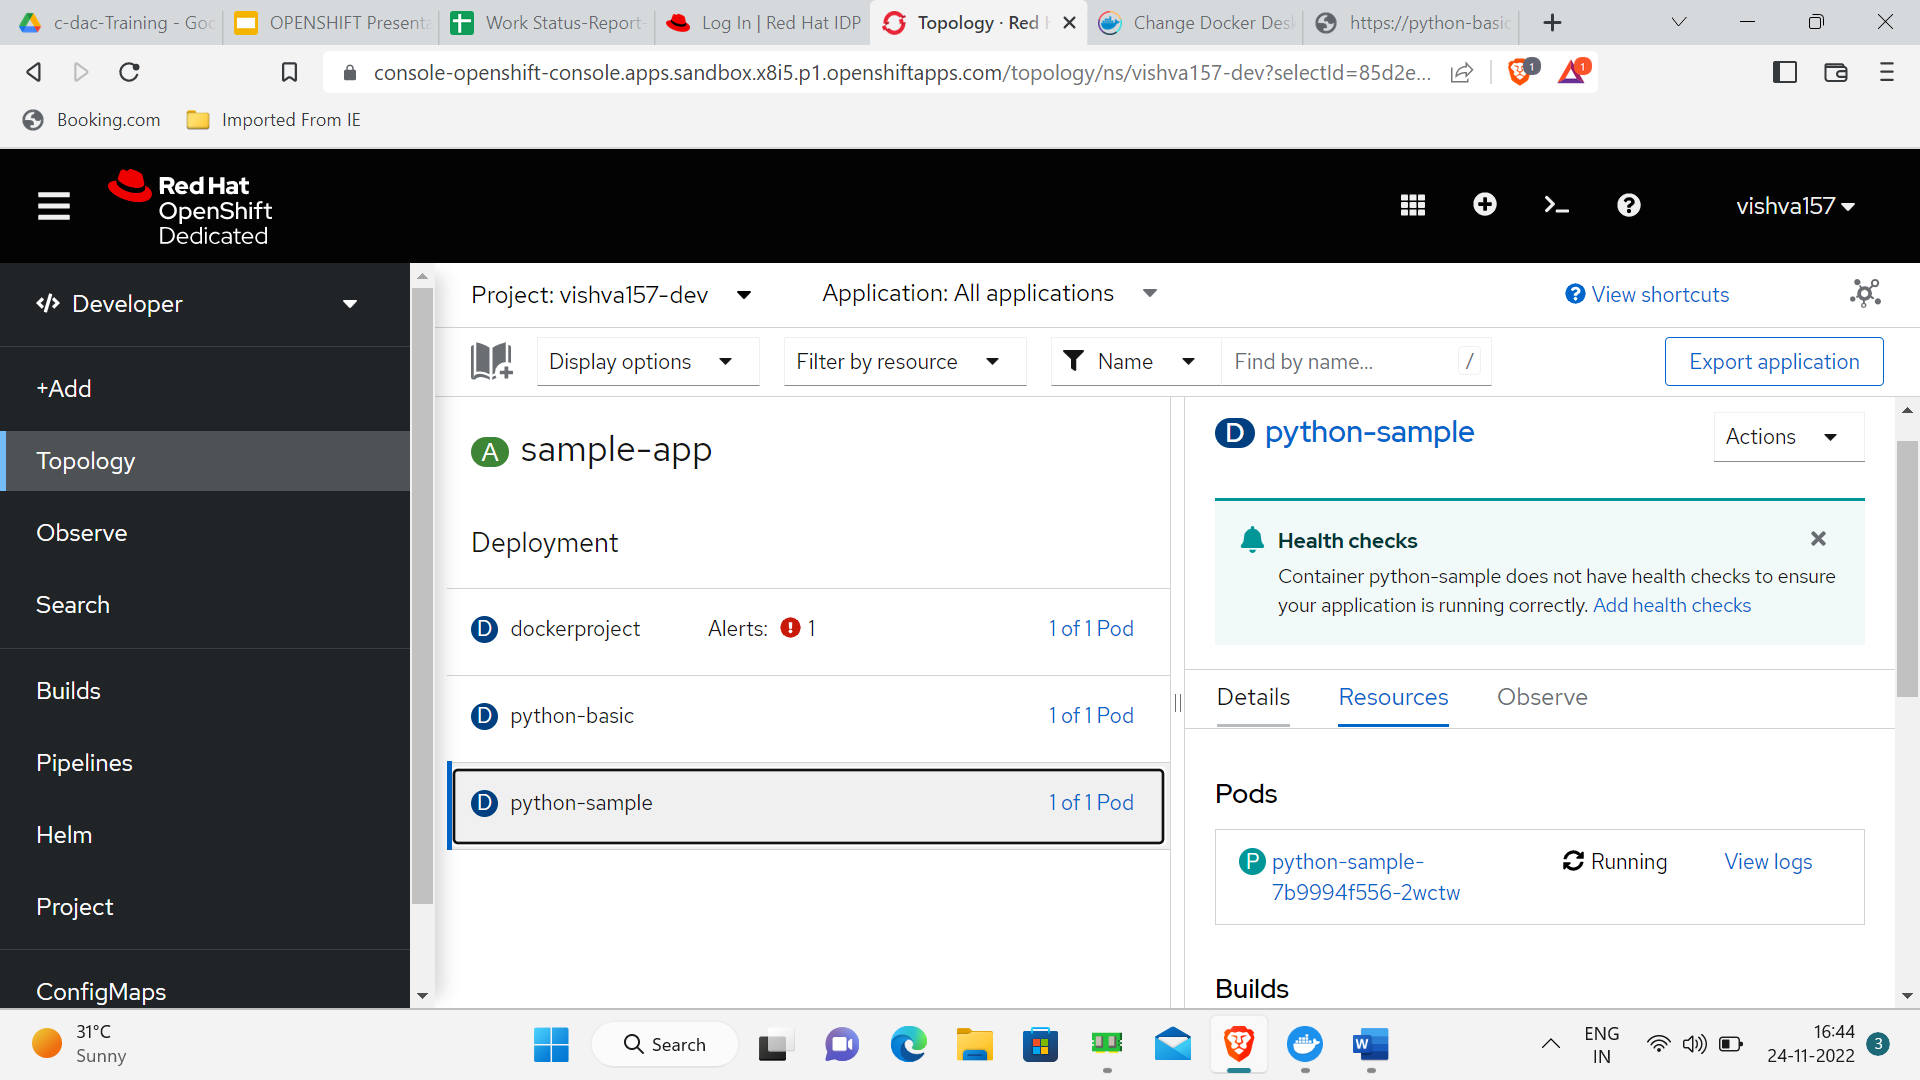 c-dac-Training - Goo
OPENSHIFT Presenta
Work Status-Report-
Log In | Red Hat IDP
Topology · Red H
Change Docker Des
https://python-basic
console-openshift-console.apps.sandbox.x8i5.p1.openshiftapps.com/topology/ns/vishva157-dev?selectId=85d2e...
1
1
Booking.com
Imported From IE
Red Hat
OpenShift
Dedicated
vishva157
Developer
+Add
Topology
Observe
Search
Builds
Pipelines
Helm
Project
ConfigMaps
Project: vishva157-dev
Application: All applications
? View shortcuts
Display options
Filter by resource
Name
Find by name...
/
Export application
A sample-app
Deployment
D dockerproject Alerts: ! 1 1 of 1 Pod
D python-basic 1 of 1 Pod
D python-sample 1 of 1 Pod
D python-sample
Actions
Health checks
Container python-sample does not have health checks to ensure
your application is running correctly. Add health checks
Details
Resources
Observe
Pods
P python-sample-
7b9994f556-2wctw
Running
View logs
Builds
31°C
Sunny
Search
W
ENG
IN
16:44
24-11-2022
3